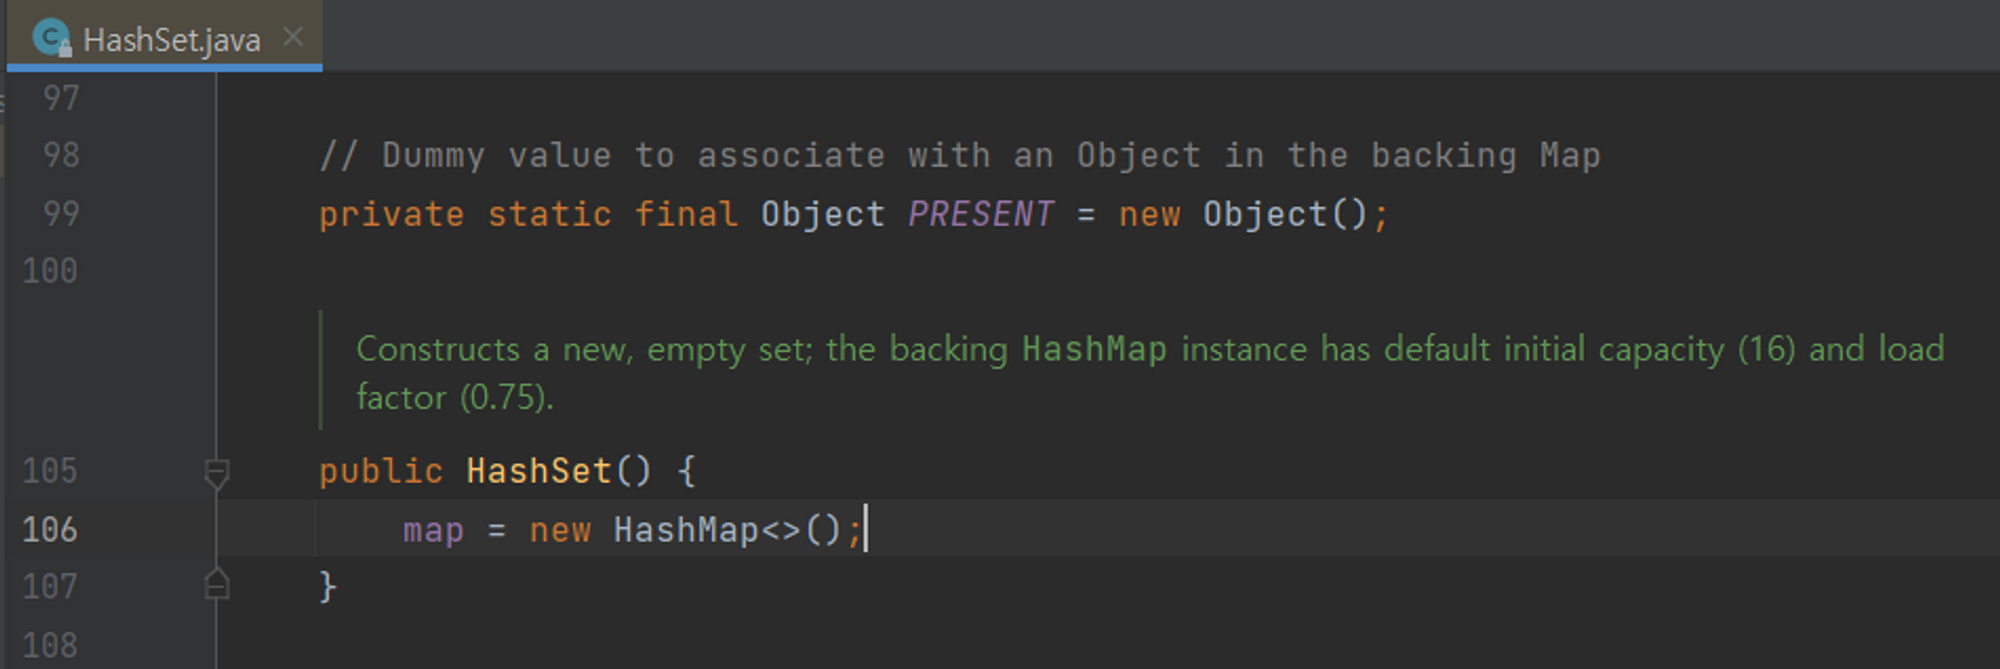 HashSet.java
97
98 // Dummy value to associate with an Object in the backing Map
99 private static final Object PRESENT = new Object();
100
Constructs a new, empty set; the backing HashMap instance has default initial capacity (16) and load
factor (0.75).
105 public HashSet() {
106 map = new HashMap<>();
107 }
108